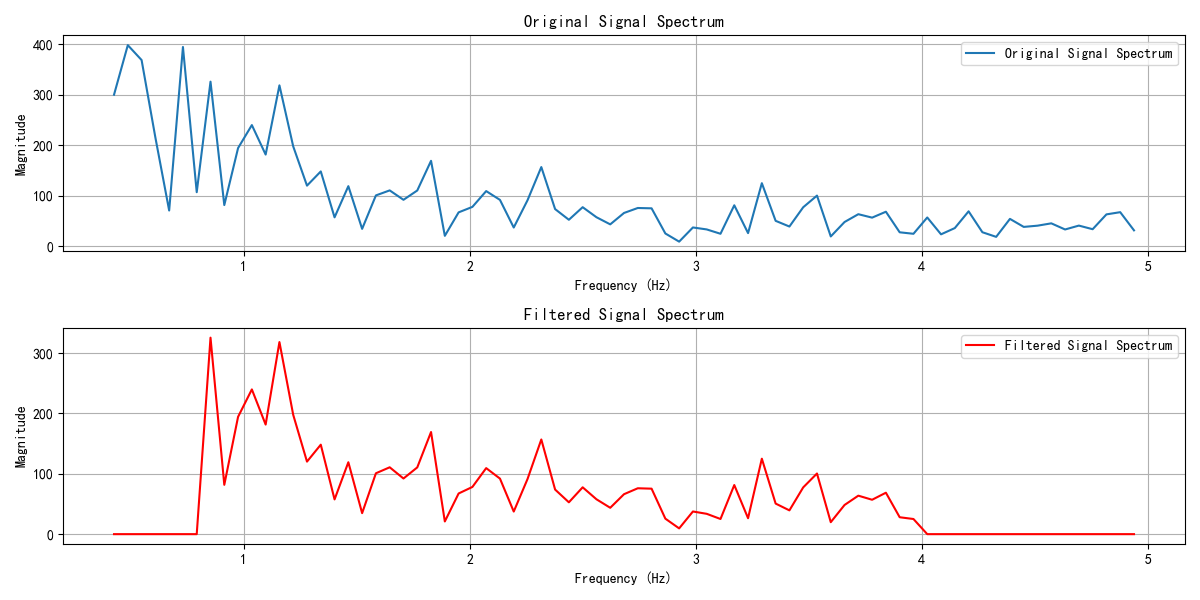 Original Signal Spectrum
400
300
200
100
0
Magnitude
Original Signal Spectrum
1
2
3
4
5
Frequency (Hz)
Filtered Signal Spectrum
300
200
100
0
Magnitude
Filtered Signal Spectrum
1
2
3
4
5
Frequency (Hz)